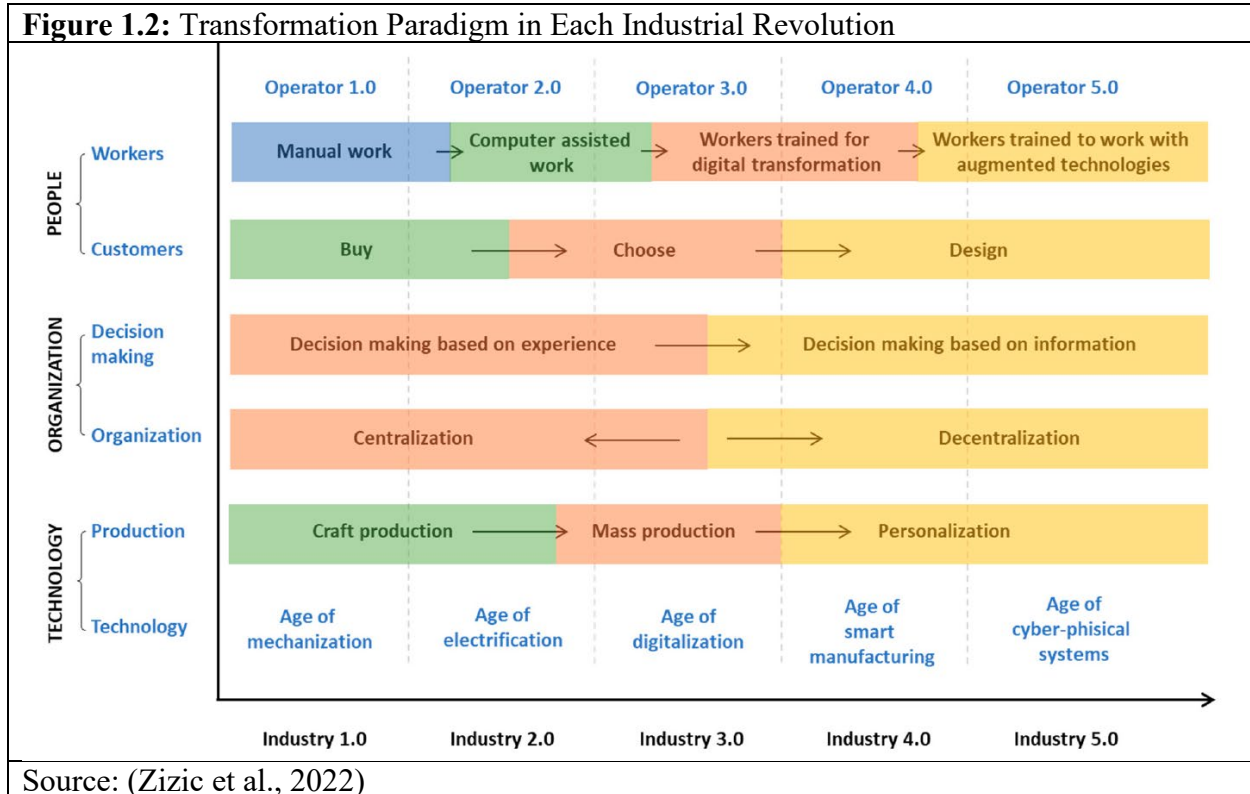 Figure 1.2: Transformation Paradigm in Each Industrial Revolution
Operator 1.0
Operator 2.0
Operator 3.0
Operator 4.0
Operator 5.0
PEOPLE
Workers
Manual work
Computer assisted
work
Workers trained for
digital transformation
Workers trained to work with
augmented technologies
Customers
Buy
Choose
Design
ORGANIZATION
Decision
making
Decision making based on experience
Decision making based on information
Organization
Centralization
Decentralization
TECHNOLOGY
Production
Craft production
Mass production
Personalization
Technology
Age of
mechanization
Age of
electrification
Age of
digitalization
Age of
smart
manufacturing
Age of
cyber-phisical
systems
Industry 1.0
Industry 2.0
Industry 3.0
Industry 4.0
Industry 5.0
Source: (Zizic et al., 2022)